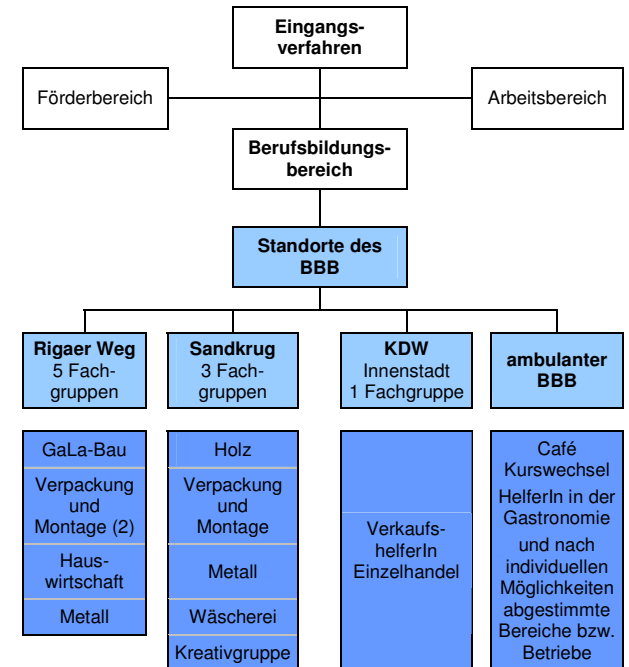 Eingangs-
verfahren
Förderbereich
Arbeitsbereich
Berufsbildungs-
bereich
Standorte des
BBB
Rigaer Weg
5 Fach-
gruppen
Sandkrug
3 Fach-
gruppen
KDW
Innenstadt
1 Fachgruppe
ambulanter
BBB
GaLa-Bau
Verpackung
und
Montage (2)
Haus-
wirtschaft
Metall
Holz
Verpackung
und
Montage
Metall
Wäscherei
Kreativgruppe
Verkaufs-
helferIn
Einzelhandel
Café
Kurswechsel
HelferIn in der
Gastronomie
und nach
individuellen
Möglichkeiten
abgestimmte
Bereiche bzw.
Betriebe